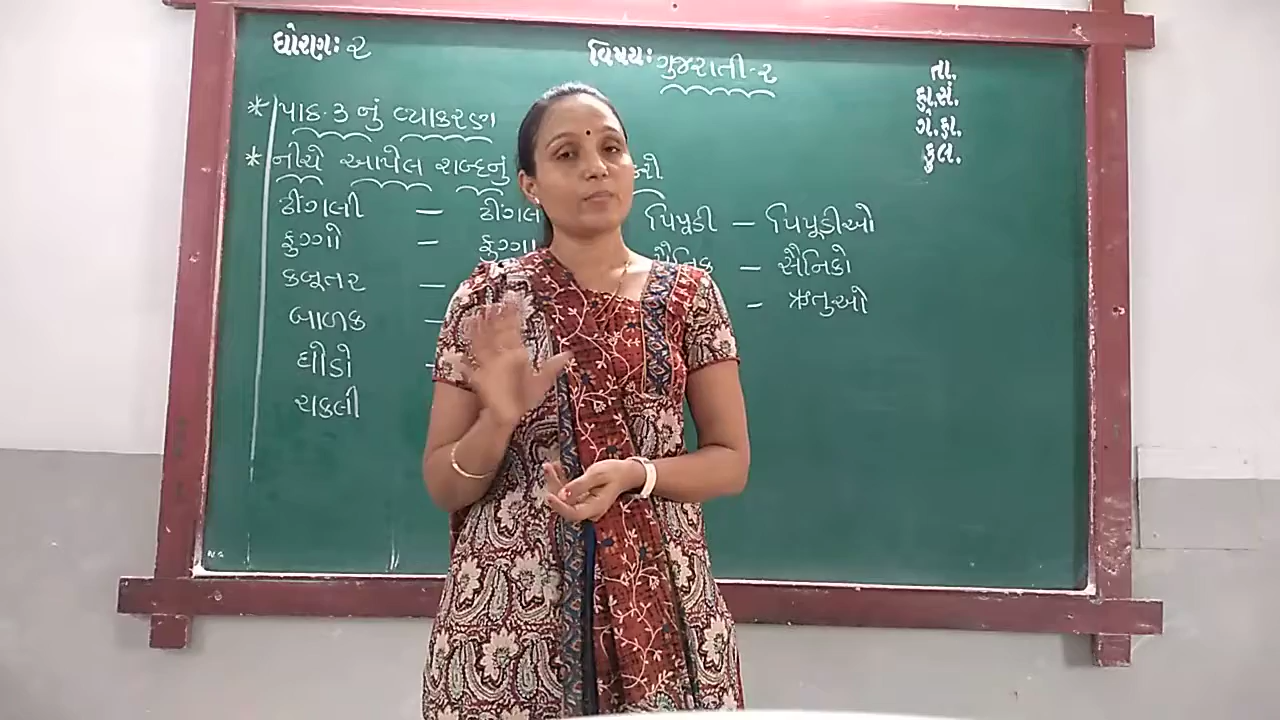 ધોરણઃ ૨
વિષયઃ ગુજરાતી-૨
તા.
હા.સં.
ગે.હા.
કુલ.
* પાઠ-૩ નું વ્યાકરણ
* નીચે આપેલ શબ્દનું
ઢીંગલી – ઢીંગલ
ફુગ્ગો – ફુગ્ગા
કબૂતર –
બાળક –
ઘોડો -
ચકલી
પિપૂડી – પિપૂડીઓ
સૈનિક – સૈનિકો
– ઋતુઓ